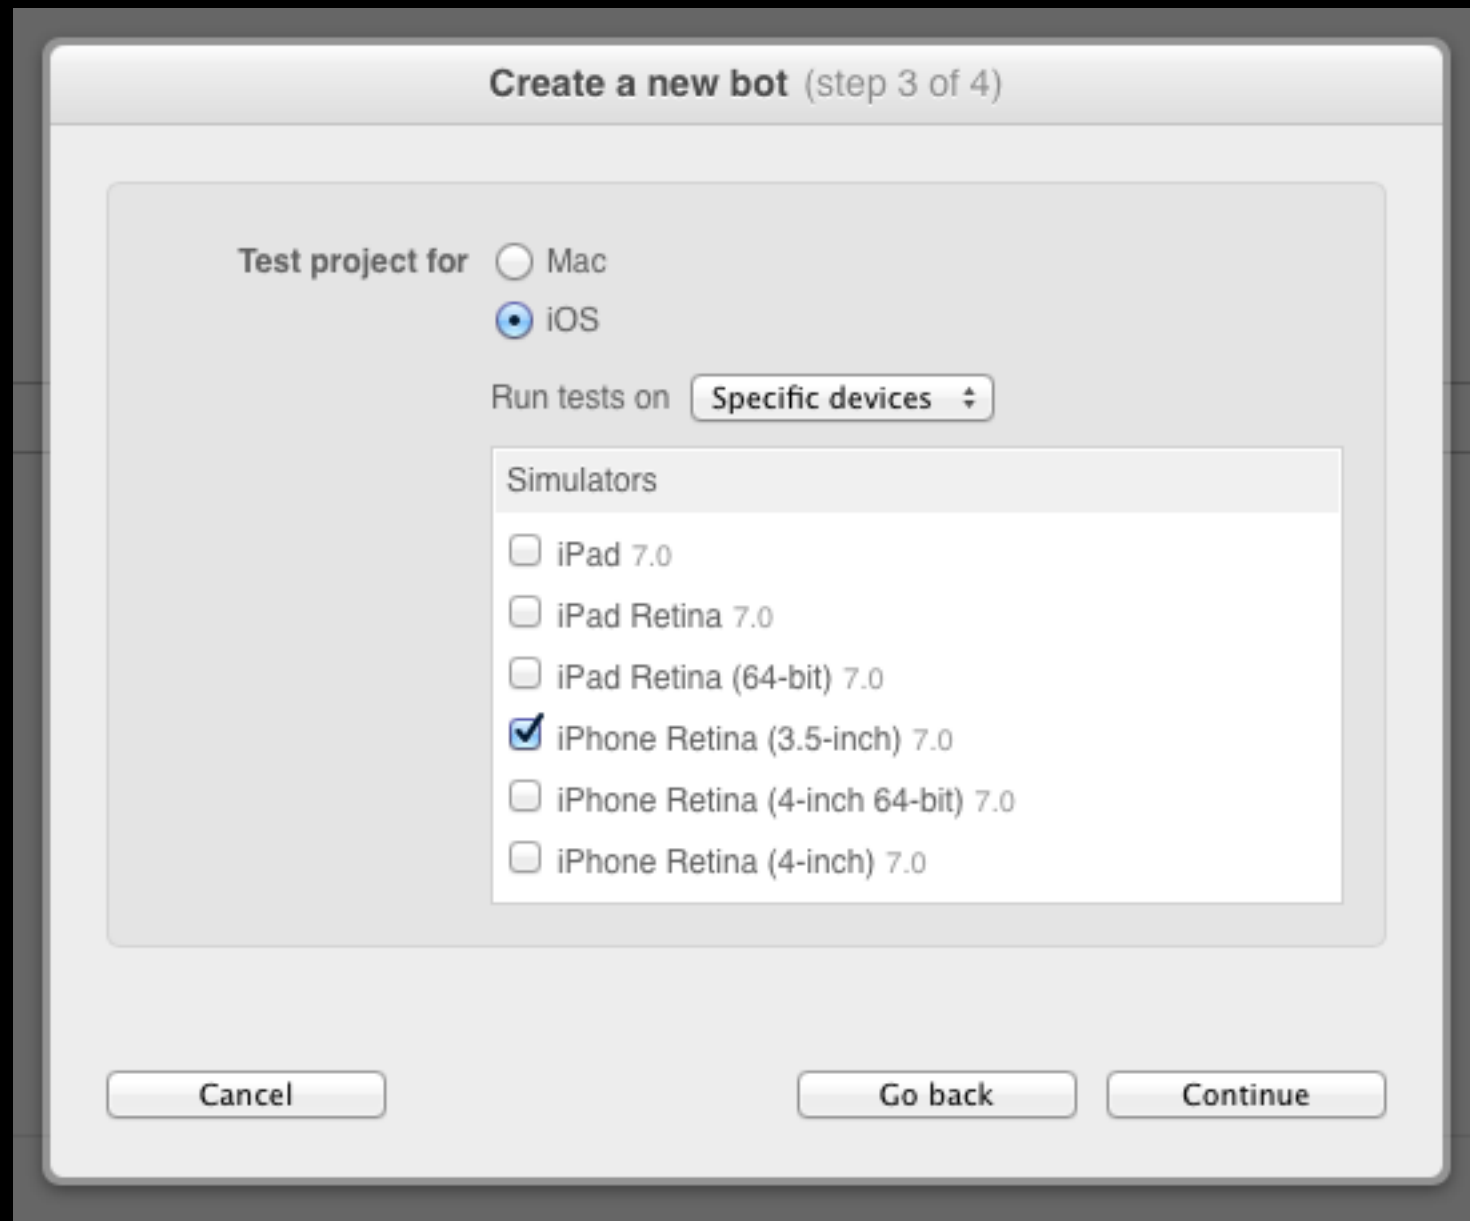 Create a new bot (step 3 of 4)
Test project for Mac
iOS
Run tests on Specific devices
Simulators
iPad 7.0
iPad Retina 7.0
iPad Retina (64-bit) 7.0
iPhone Retina (3.5-inch) 7.0
iPhone Retina (4-inch 64-bit) 7.0
iPhone Retina (4-inch) 7.0
Cancel Go back Continue